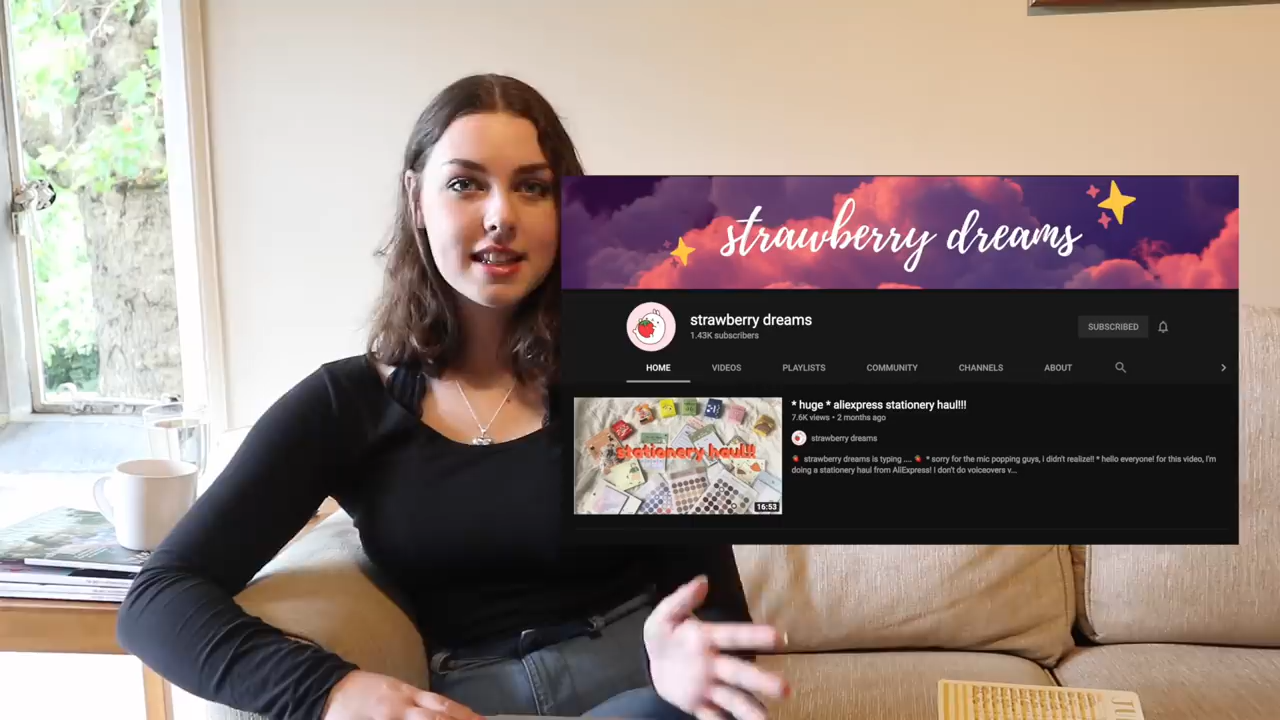 strawberry dreams
strawberry dreams
1.43K subscribers
SUBSCRIBED
HOME VIDEOS PLAYLISTS COMMUNITY CHANNELS ABOUT
stationery haul!!
16:53
* huge * aliexpress stationery haul!!!
7.6K views • 2 months ago
strawberry dreams
🍓 strawberry dreams is typing .... 🍓 * sorry for the mic popping guys, i didn't realize!! * hello everyone! for this video, I'm
doing a stationery haul from AliExpress! I don't do voiceovers v...